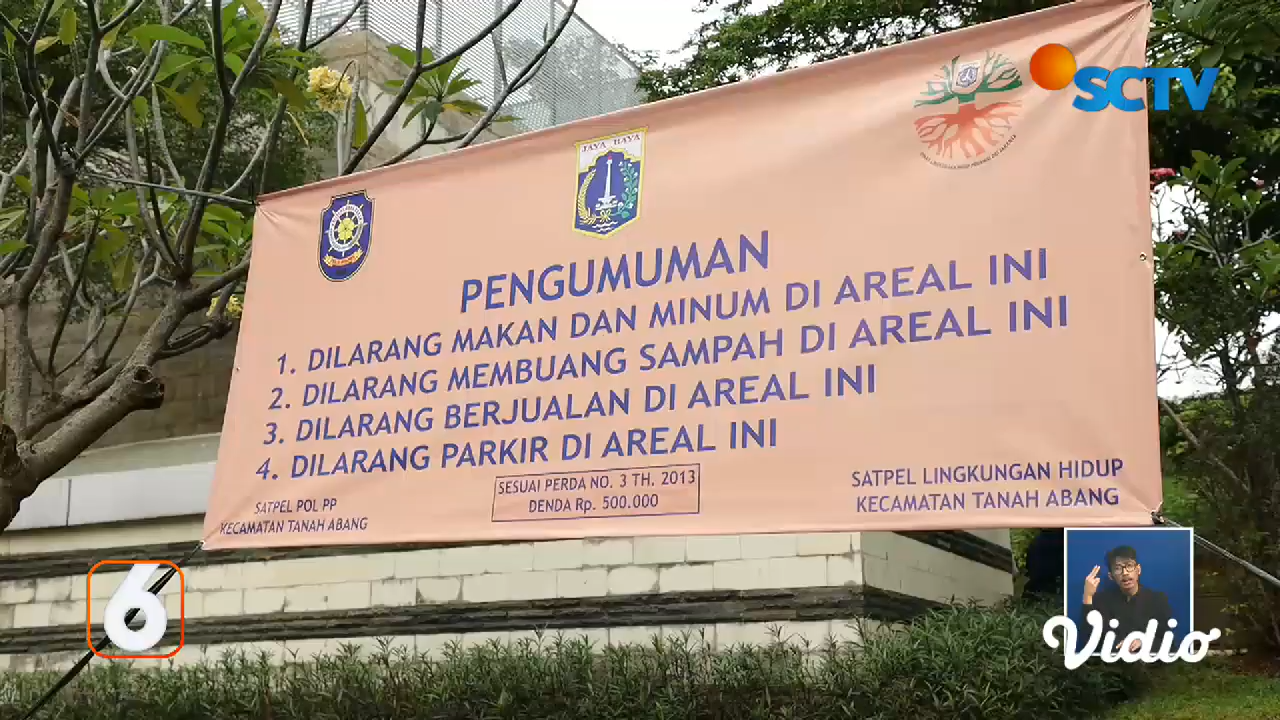 SCTV
JAYA RAYA
PENGUMUMAN
1. DILARANG MAKAN DAN MINUM DI AREAL INI
2. DILARANG MEMBUANG SAMPAH DI AREAL INI
3. DILARANG BERJUALAN DI AREAL INI
4. DILARANG PARKIR DI AREAL INI
SESUAI PERDA NO. 3 TH. 2013
DENDA Rp. 500.000
SATPEL POL PP
KECAMATAN TANAH ABANG
SATPEL LINGKUNGAN HIDUP
KECAMATAN TANAH ABANG
6
Vidio